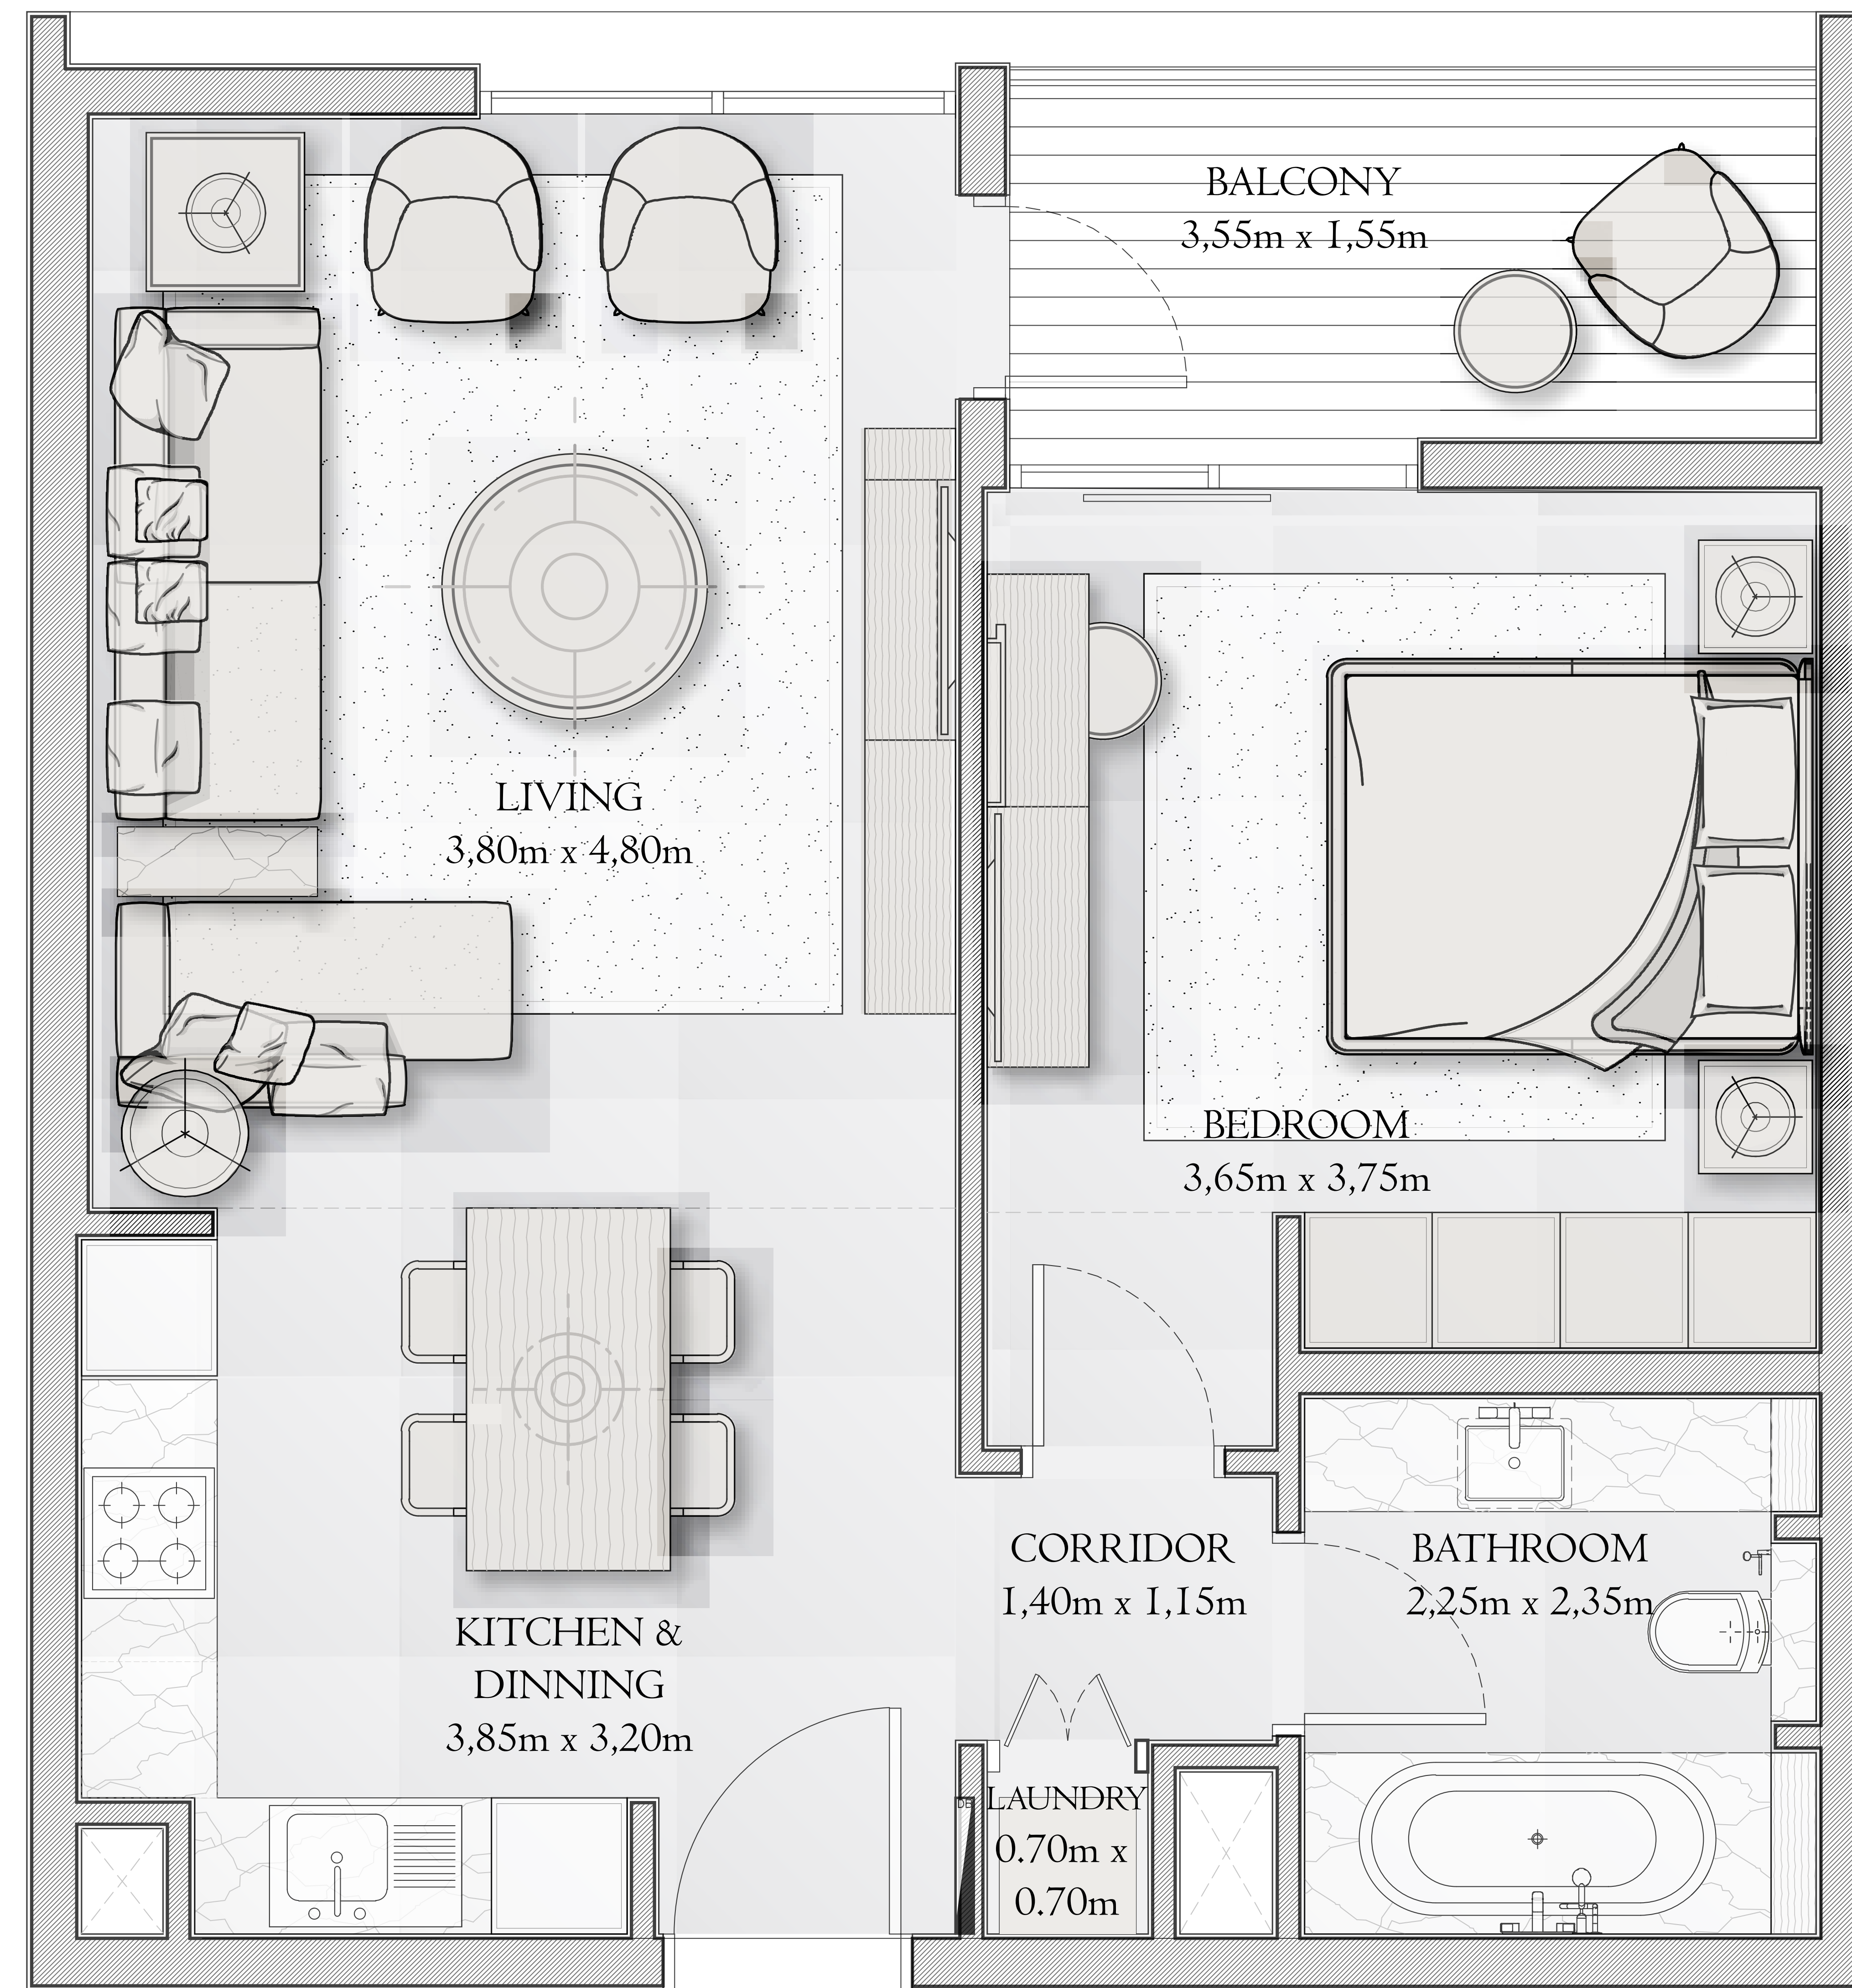 BALCONY
3,55m x 1,55m
LIVING
3,80m x 4,80m
BEDROOM
3,65m x 3,75m
CORRIDOR
1,40m x 1,15m
BATHROOM
2,25m x 2,35m
KITCHEN &
DINNING
3,85m x 3,20m
DB
LAUNDRY
0.70m x
0.70m